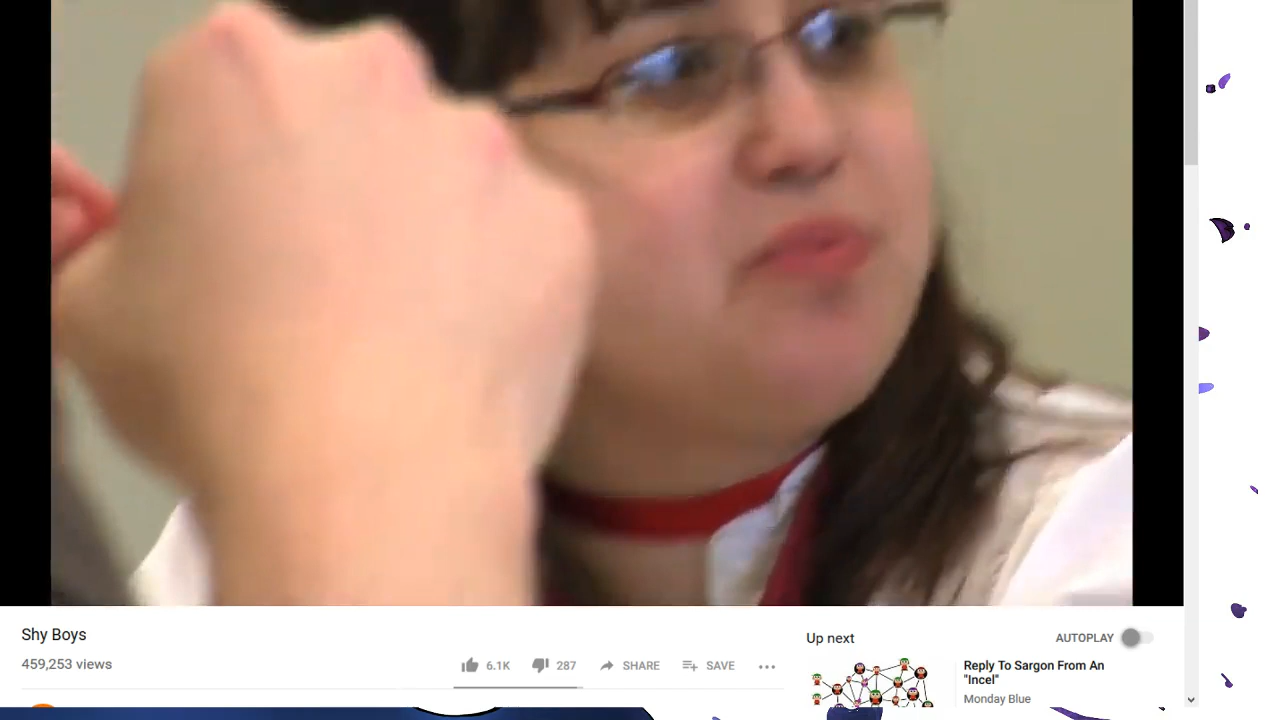 Shy Boys
459,253 views
6.1K 287 SHARE SAVE
Up next
AUTOPLAY
Reply To Sargon From An
"Incel"
Monday Blue